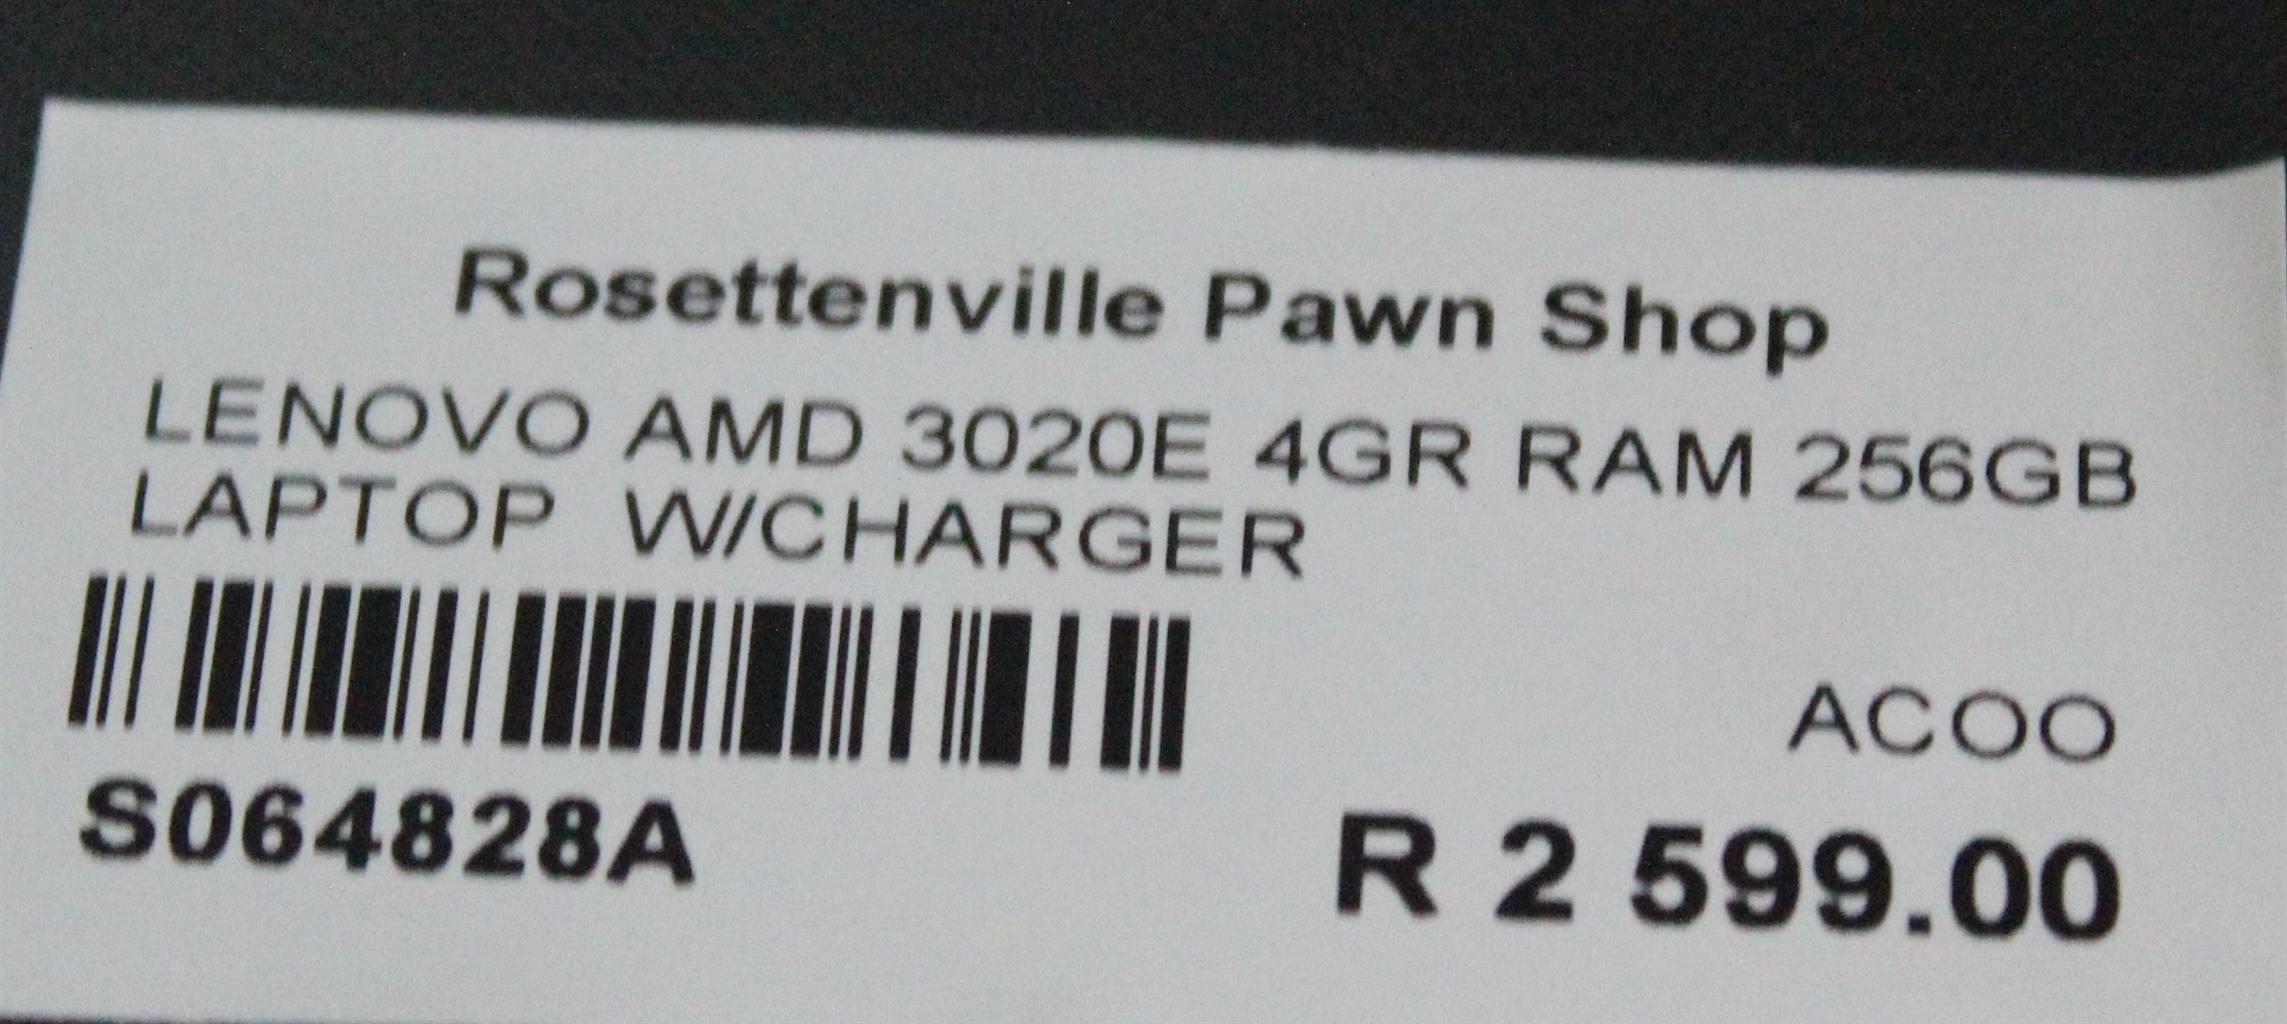 Rosettenville Pawn Shop
LENOVO AMD 3020E 4GR RAM 256GB
LAPTOP W/CHARGER
ACOO
S064828A
R 2 599.00